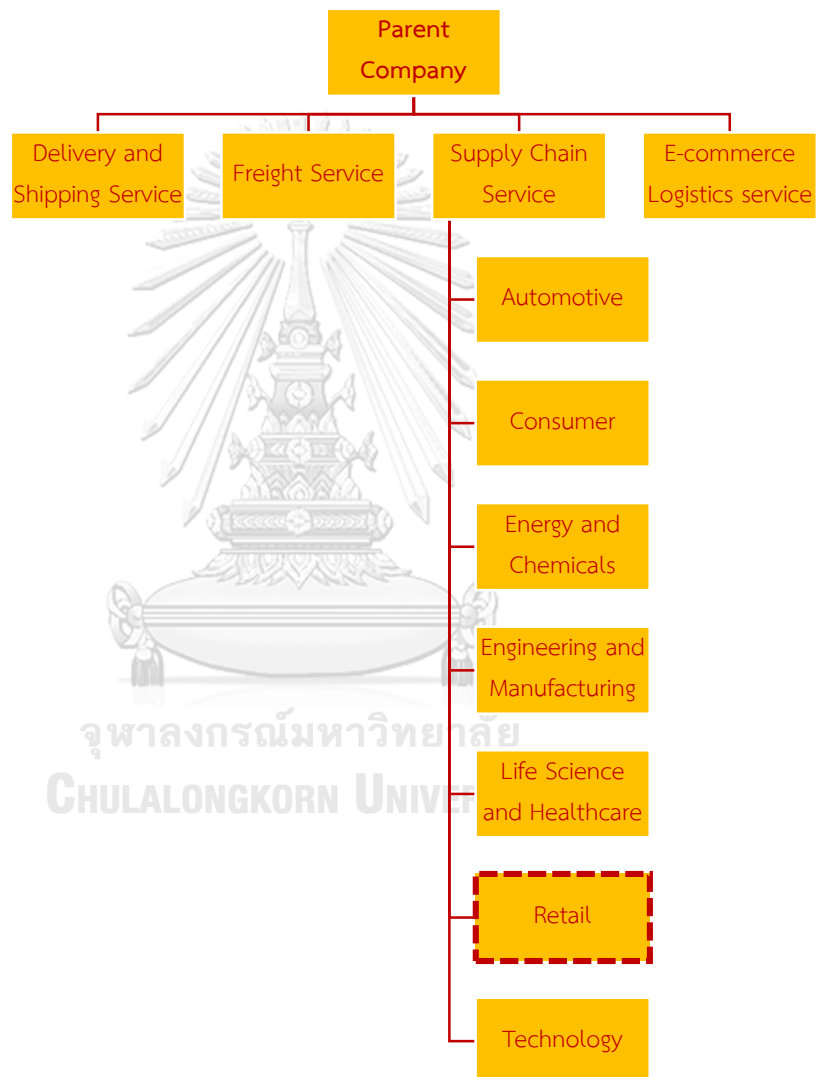 Parent
Company
Delivery and
Shipping Service
Freight Service
Supply Chain
Service
E-commerce
Logistics service
Automotive
Consumer
Energy and
Chemicals
Engineering and
Manufacturing
จุฬาลงกรณ์มหาวิทยาลัย
Life Science
and Healthcare
CHULALONGKORN
Retail
Technology